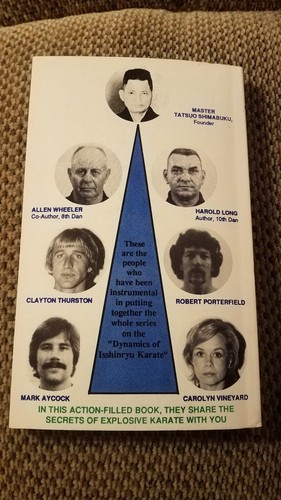 MASTER
TATSUO SHIMABUKU,
Founder
ALLEN WHEELER
Co-Author, 8th Dan
HAROLD LONG
Author, 10th Dan
CLAYTON THURSTON
ROBERT PORTERFIELD
These
are the
people
who
have been
instrumental
in putting
together the
whole series
on the
"Dynamics of
Isshinryu Karate"
MARK AYCOCK
CAROLYN VINEYARD
IN THIS ACTION-FILLED BOOK, THEY SHARE THE
SECRETS OF EXPLOSIVE KARATE WITH YOU